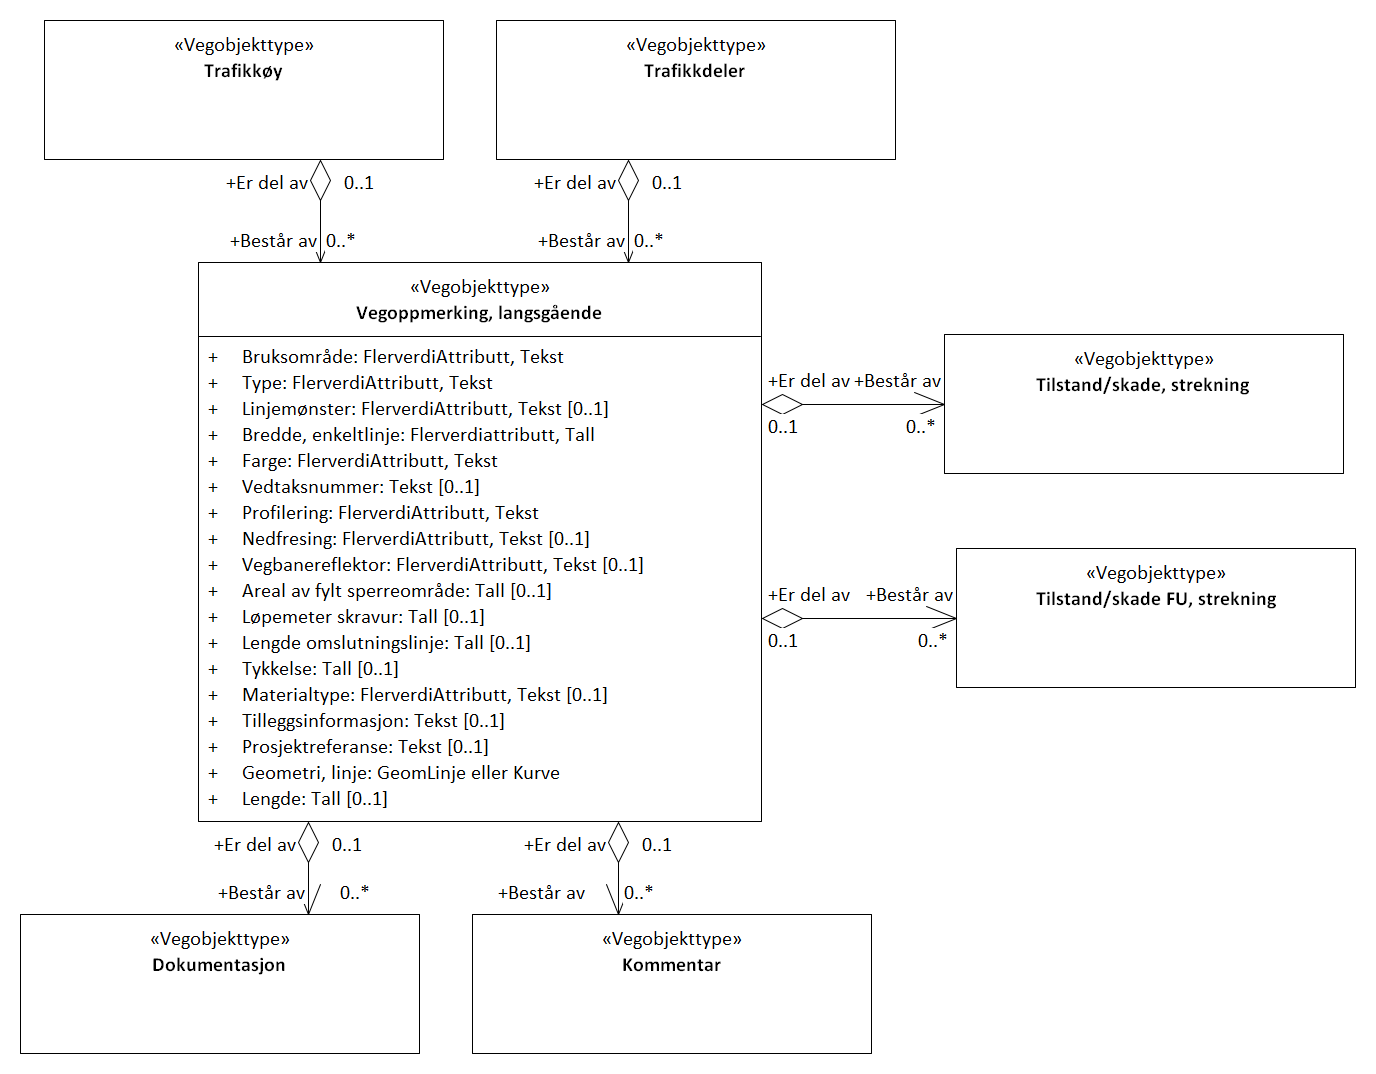 «Vegobjekttype»
Trafikkøy
«Vegobjekttype»
Trafikkdeler
+Er del av
0..1
+Er del av
0..1
+Består av
0..*
+Består av
0..*
«Vegobjekttype»
Vegoppmerking, langsgående
+ Bruksområde: FlerverdiAttributt, Tekst
+ Type: FlerverdiAttributt, Tekst
+ Linjemønster: FlerverdiAttributt, Tekst [0..1]
+ Bredde, enkeltlinje: Flerverdiattributt, Tall
+ Farge: FlerverdiAttributt, Tekst
+ Vedtaksnummer: Tekst [0..1]
+ Profilering: FlerverdiAttributt, Tekst
+ Nedfresing: FlerverdiAttributt, Tekst [0..1]
+ Vegbanereflektor: FlerverdiAttributt, Tekst [0..1]
+ Areal av fylt sperreområde: Tall [0..1]
+ Løpemeter skravur: Tall [0..1]
+ Lengde omslutningslinje: Tall [0..1]
+ Tykkelse: Tall [0..1]
+ Materialtype: FlerverdiAttributt, Tekst [0..1]
+ Tilleggsinformasjon: Tekst [0..1]
+ Prosjektreferanse: Tekst [0..1]
+ Geometri, linje: GeomLinje eller Kurve
+ Lengde: Tall [0..1]
+Er del av
+Består av
0..1
0..*
«Vegobjekttype»
Tilstand/skade, strekning
+Er del av
+Består av
0..1
0..*
«Vegobjekttype»
Tilstand/skade FU, strekning
+Er del av
0..1
+Er del av
0..1
+Består av
0..*
+Består av
0..*
«Vegobjekttype»
Dokumentasjon
«Vegobjekttype»
Kommentar